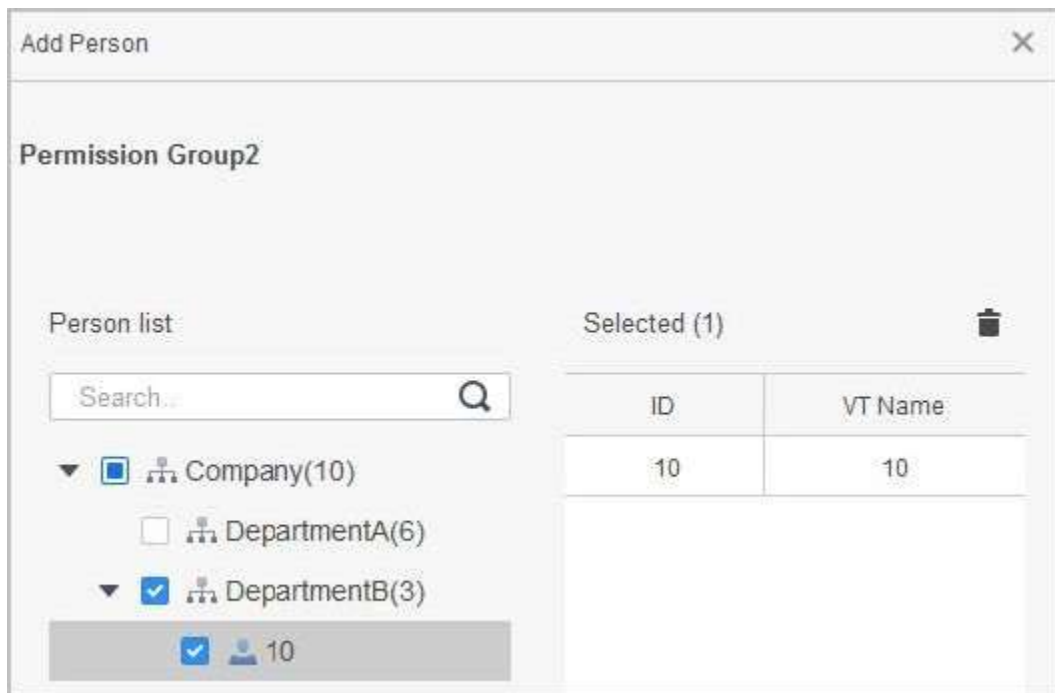 Add Person
Permission Group2
Person list
Search..
Company(10)
DepartmentA(6)
DepartmentB(3)
10
Selected (1)
ID VT Name
10 10